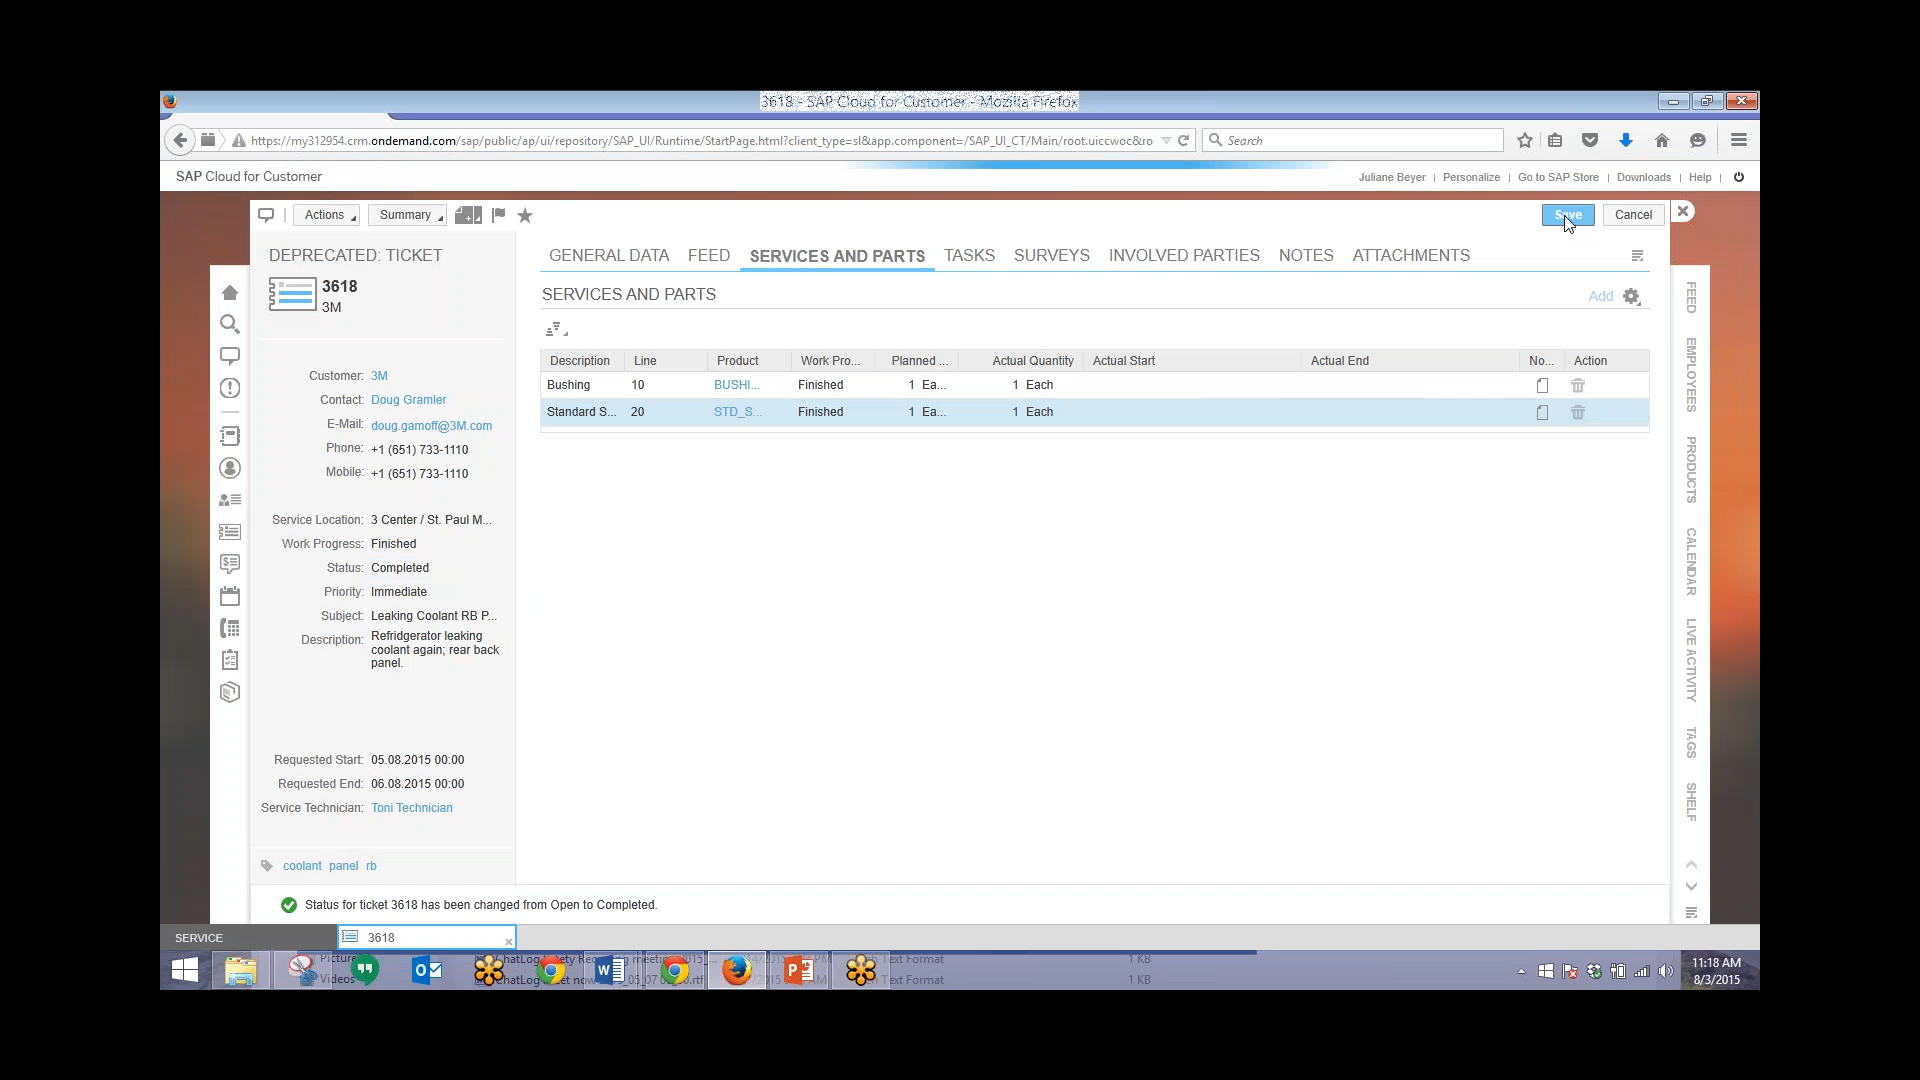 3618 - SAP Cloud for Customer - Mozilla Firefox
https://my312954.crm.ondemand.com/sap/public/ap/ui/repository/SAP_UI/Runtime/StartPage.html?client_type=sl&app.component=/SAP_UI_CT/Main/root.uiccwoc&ro
Search
SAP Cloud for Customer
Juliane Beyer | Personalize | Go to SAP Store | Downloads | Help |
Actions Summary
Save Cancel
DEPRECATED: TICKET
3618
3M
GENERAL DATA FEED SERVICES AND PARTS TASKS SURVEYS INVOLVED PARTIES NOTES ATTACHMENTS
SERVICES AND PARTS
Add
Description Line Product Work Pro... Planned ... Actual Quantity Actual Start Actual End No... Action
Bushing 10 BUSHI... Finished 1 Ea... 1 Each
Standard S... 20 STD_S... Finished 1 Ea... 1 Each
Customer: 3M
Contact: Doug Gramler
E-Mail: doug.gamoff@3M.com
Phone: +1 (651) 733-1110
Mobile: +1 (651) 733-1110
Service Location: 3 Center / St. Paul M...
Work Progress: Finished
Status: Completed
Priority: Immediate
Subject: Leaking Coolant RB P...
Description: Refridgerator leaking
coolant again; rear back
panel.
Requested Start: 05.08.2015 00:00
Requested End: 06.08.2015 00:00
Service Technician: Toni Technician
coolant panel rb
Status for ticket 3618 has been changed from Open to Completed.
FEED
EMPLOYEES
PRODUCTS
CALENDAR
LIVE ACTIVITY
TAGS
SHELF
SERVICE
3618
Videos
Text Format 1 KB
Text Format 1 KB
11:18 AM
8/3/2015